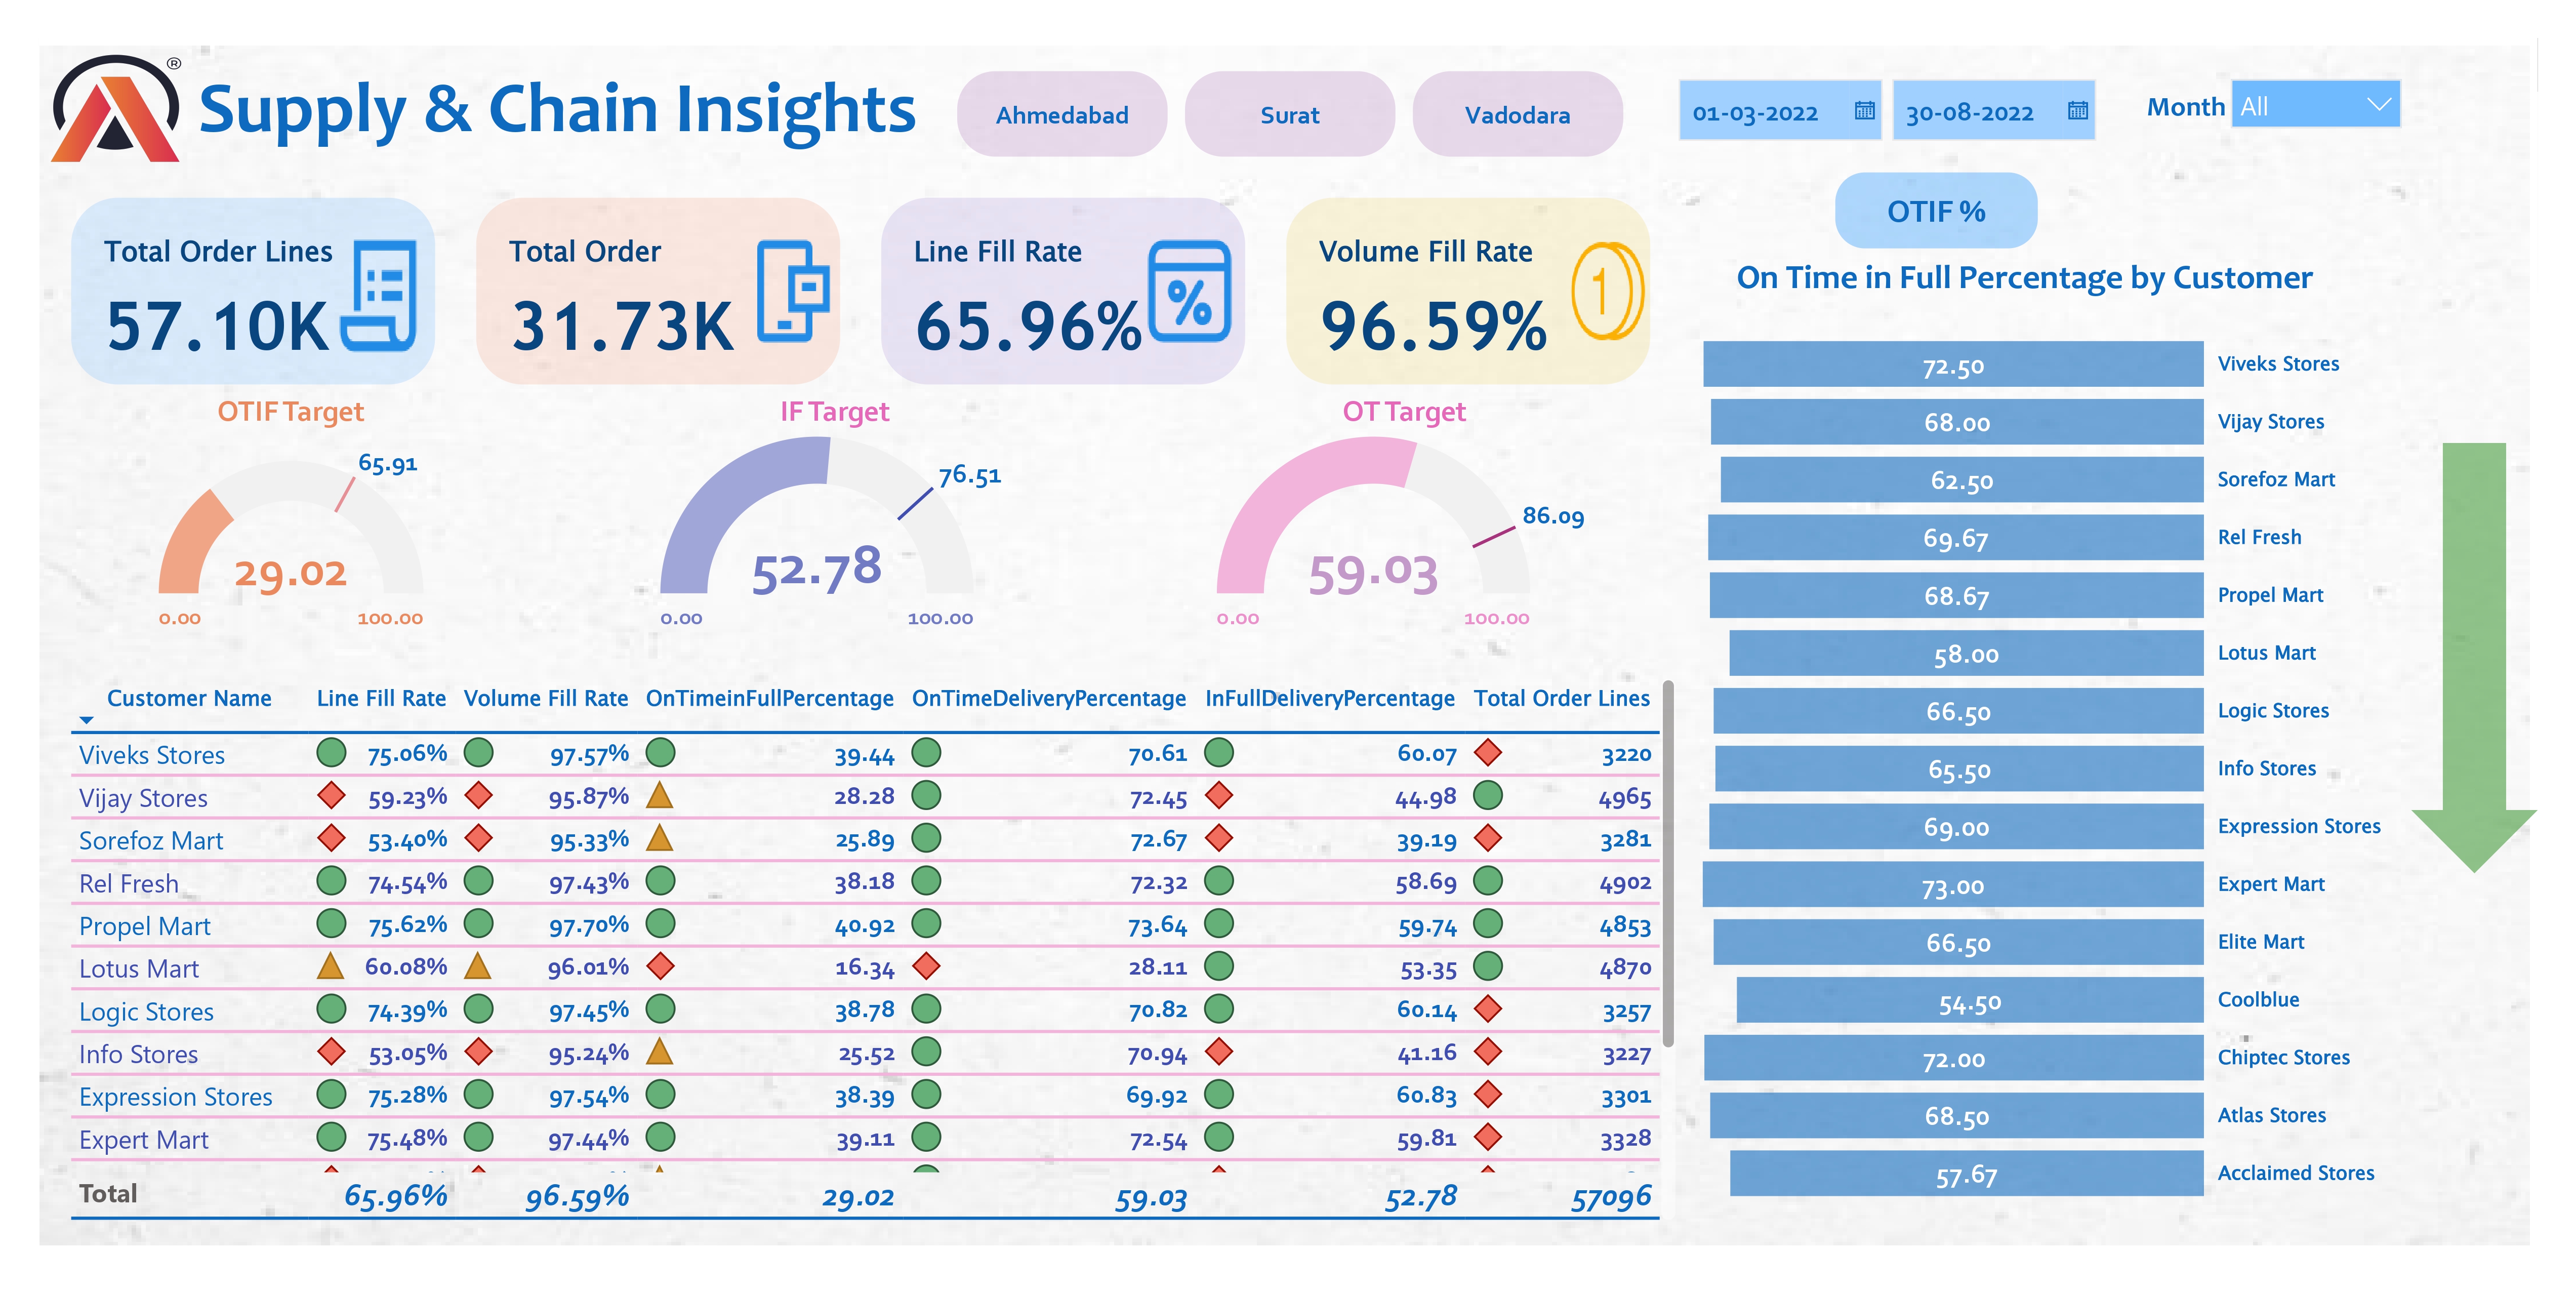 ®
Supply & Chain Insights
Ahmedabad
Surat
Vadodara
01-03-2022
30-08-2022
Month
All
Total Order Lines
57.10K
Total Order
31.73K
Line Fill Rate
65.96%
%
Volume Fill Rate
96.59%
1
OTIF %
OTIF Target
65.91
29.02
0.00 100.00
IF Target
76.51
52.78
0.00 100.00
OT Target
86.09
59.03
0.00 100.00
Customer Name Line Fill Rate Volume Fill Rate OnTimeinFullPercentage OnTimeDeliveryPercentage InFullDeliveryPercentage Total Order Lines
Viveks Stores 75.06% 97.57% 39.44 70.61 60.07 3220
Vijay Stores 59.23% 95.87% 28.28 72.45 44.98 4965
Sorefoz Mart 53.40% 95.33% 25.89 72.67 39.19 3281
Rel Fresh 74.54% 97.43% 38.18 72.32 58.69 4902
Propel Mart 75.62% 97.70% 40.92 73.64 59.74 4853
Lotus Mart 60.08% 96.01% 16.34 28.11 53.35 4870
Logic Stores 74.39% 97.45% 38.78 70.82 60.14 3257
Info Stores 53.05% 95.24% 25.52 70.94 41.16 3227
Expression Stores 75.28% 97.54% 38.39 69.92 60.83 3301
Expert Mart 75.48% 97.44% 39.11 72.54 59.81 3328
Total 65.96% 96.59% 29.02 59.03 52.78 57096
On Time in Full Percentage by Customer
72.50 Viveks Stores
68.00 Vijay Stores
62.50 Sorefoz Mart
69.67 Rel Fresh
68.67 Propel Mart
58.00 Lotus Mart
66.50 Logic Stores
65.50 Info Stores
69.00 Expression Stores
73.00 Expert Mart
66.50 Elite Mart
54.50 Coolblue
72.00 Chiptec Stores
68.50 Atlas Stores
57.67 Acclaimed Stores